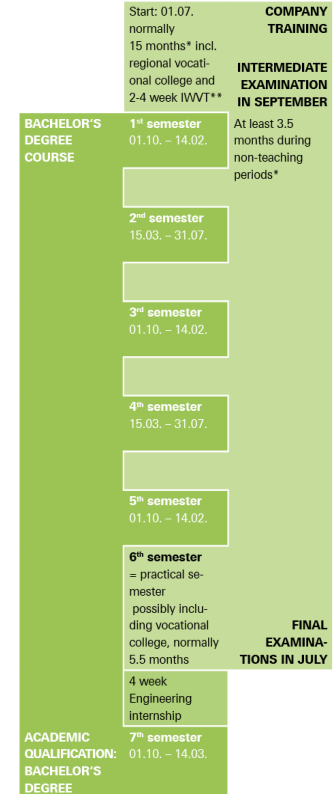 Start: 01.07.
normally
15 months* incl.
regional vocati-
onal college and
2-4 week IWVT**
COMPANY
TRAINING
INTERMEDIATE
EXAMINATION
IN SEPTEMBER
BACHELOR'S
DEGREE
COURSE
1st semester
01.10. – 14.02.
At least 3.5
months during
non-teaching
periods*
2nd semester
15.03. – 31.07.
3rd semester
01.10. – 14.02.
4th semester
15.03. – 31.07.
5th semester
01.10. – 14.02.
6th semester
= practical se-
mester
possibly inclu-
ding vocational
college, normally
5.5 months
FINAL
EXAMINA-
TIONS IN JULY
4 week
Engineering
internship
ACADEMIC
QUALIFICATION:
BACHELOR'S
DEGREE
7th semester
01.10. – 14.03.